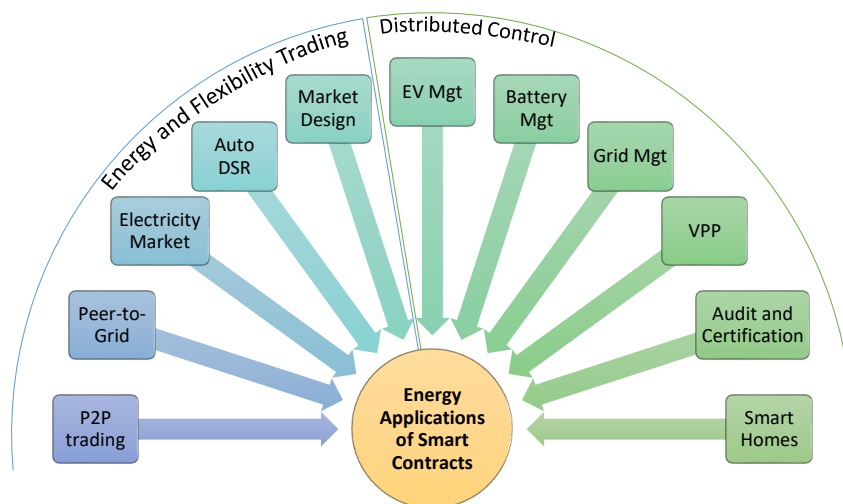 Energy and Flexibility Trading
Distributed Control
P2P
trading
Peer-to-
Grid
Electricity
Market
Auto
DSR
Market
Design
EV Mgt
Battery
Mgt
Grid Mgt
VPP
Audit and
Certification
Smart
Homes
Energy
Applications
of Smart
Contracts